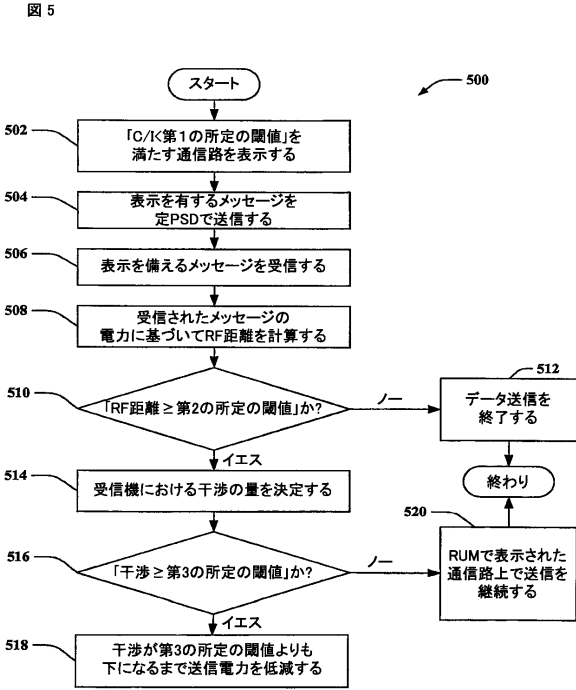 図 5
スタート
500
502
「C/K第1の所定の閾値」を
満たす通信路を表示する
504
表示を有するメッセージを
定PSDで送信する
506
表示を備えるメッセージを受信する
508
受信されたメッセージの
電力に基づいてRF距離を計算する
510
「RF距離≥第2の所定の閾値」か?
ノー
512
データ送信を
終了する
イエス
514
受信機における干渉の量を決定する
終わり
516
「干渉≥第3の所定の閾値」か?
ノー
520
RUMで表示された
通信路上で送信を
継続する
イエス
518
干渉が第3の所定の閾値よりも
下になるまで送信電力を低減する